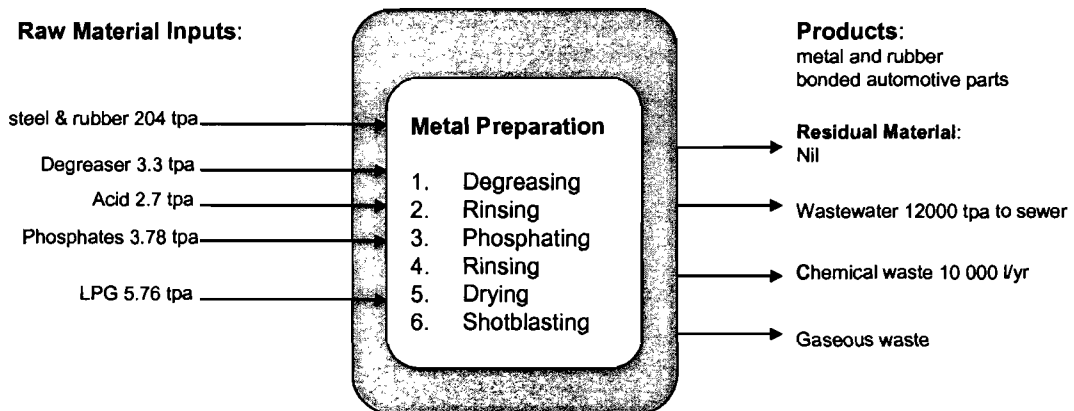 Raw Material Inputs:
steel & rubber 204 tpa
Degreaser 3.3 tpa
Acid 2.7 tpa
Phosphates 3.78 tpa
LPG 5.76 tpa
Metal Preparation
1. Degreasing
2. Rinsing
3. Phosphating
4. Rinsing
5. Drying
6. Shotblasting
Products:
metal and rubber
bonded automotive parts
Residual Material:
Nil
Wastewater 12000 tpa to sewer
Chemical waste 10 000 l/yr
Gaseous waste